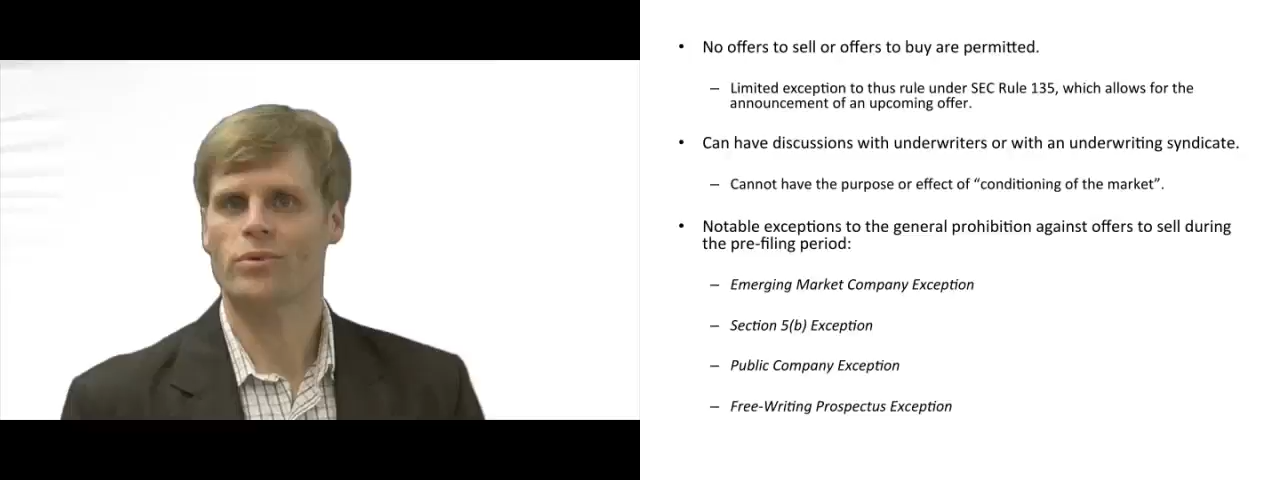 • No offers to sell or offers to buy are permitted.
– Limited exception to thus rule under SEC Rule 135, which allows for the
announcement of an upcoming offer.
• Can have discussions with underwriters or with an underwriting syndicate.
– Cannot have the purpose or effect of “conditioning of the market”.
• Notable exceptions to the general prohibition against offers to sell during
the pre-filing period:
– Emerging Market Company Exception
– Section 5(b) Exception
– Public Company Exception
– Free-Writing Prospectus Exception